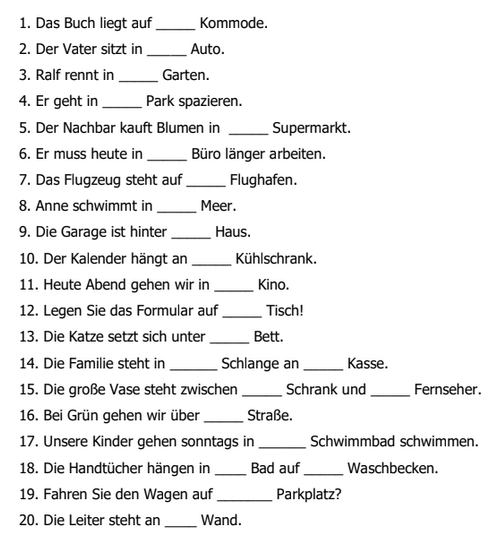 1. Das Buch liegt auf _____ Kommode.
2. Der Vater sitzt in _____ Auto.
3. Ralf rennt in _____ Garten.
4. Er geht in _____ Park spazieren.
5. Der Nachbar kauft Blumen in _____ Supermarkt.
6. Er muss heute in _____ Büro länger arbeiten.
7. Das Flugzeug steht auf _____ Flughafen.
8. Anne schwimmt in _____ Meer.
9. Die Garage ist hinter _____ Haus.
10. Der Kalender hängt an _____ Kühlschrank.
11. Heute Abend gehen wir in _____ Kino.
12. Legen Sie das Formular auf _____ Tisch!
13. Die Katze setzt sich unter _____ Bett.
14. Die Familie steht in ______ Schlange an _____ Kasse.
15. Die große Vase steht zwischen _____ Schrank und _____ Fernseher.
16. Bei Grün gehen wir über _____ Straße.
17. Unsere Kinder gehen sonntags in ______ Schwimmbad schwimmen.
18. Die Handtücher hängen in ____ Bad auf _____ Waschbecken.
19. Fahren Sie den Wagen auf _______ Parkplatz?
20. Die Leiter steht an ____ Wand.